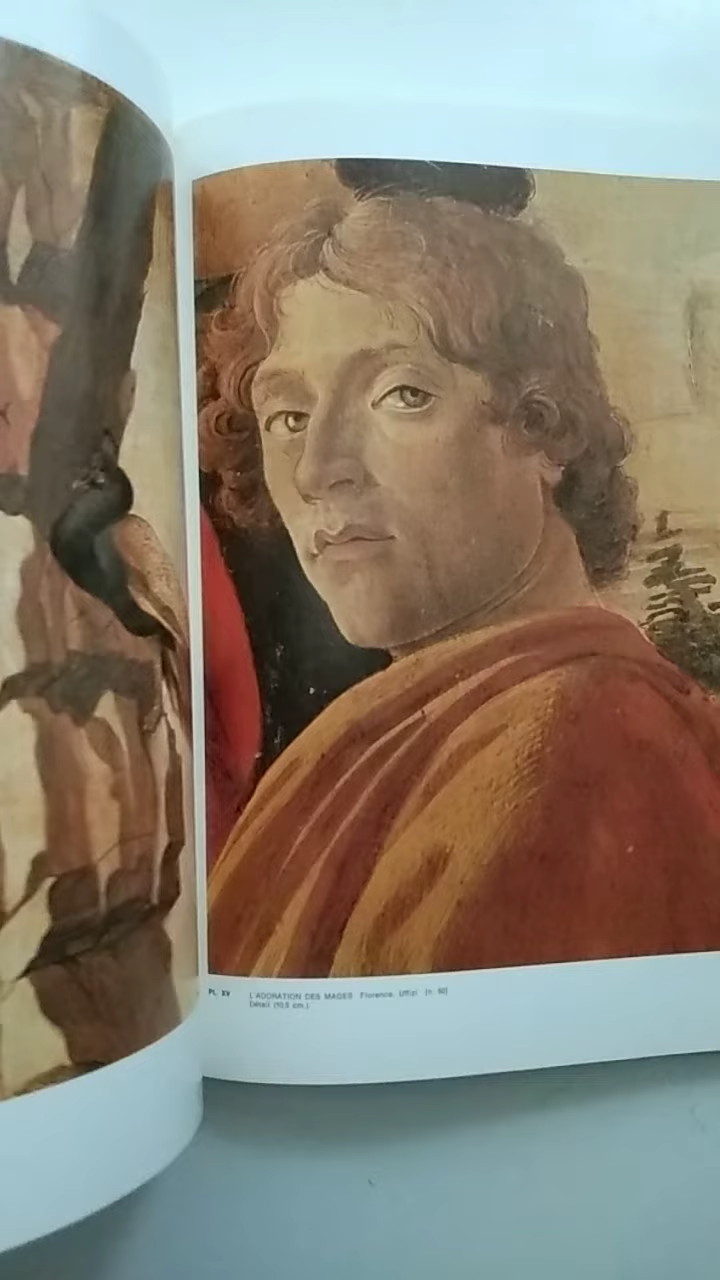 PL. XV L'ADORATION DES MAGES Florence, Uffizi [n. 50]
Détail (10,5 cm.)